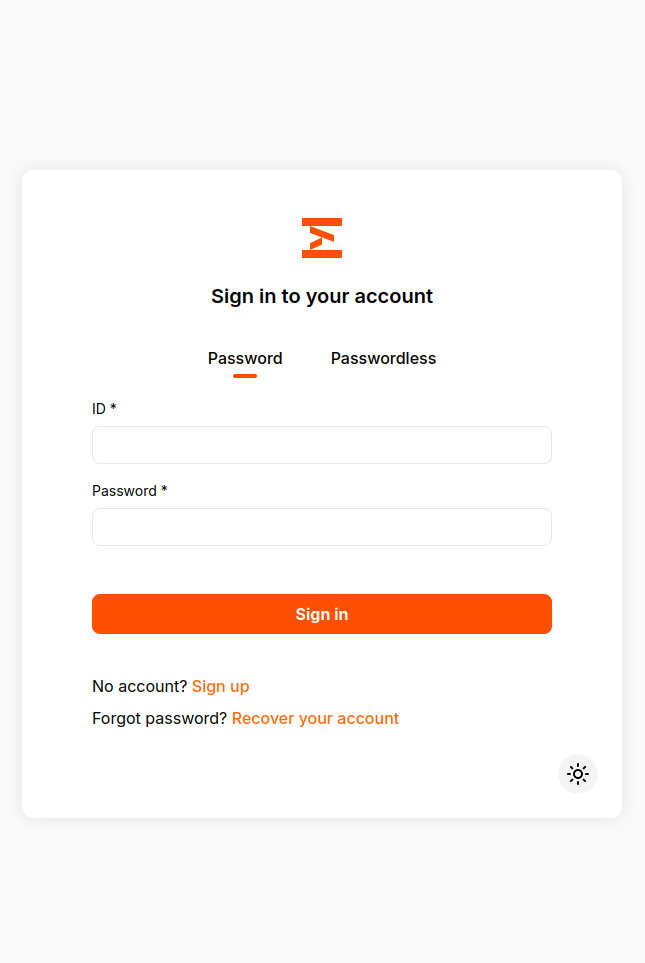 Sign in to your account
Password Passwordless
ID *
Password *
Sign in
No account? Sign up
Forgot password? Recover your account